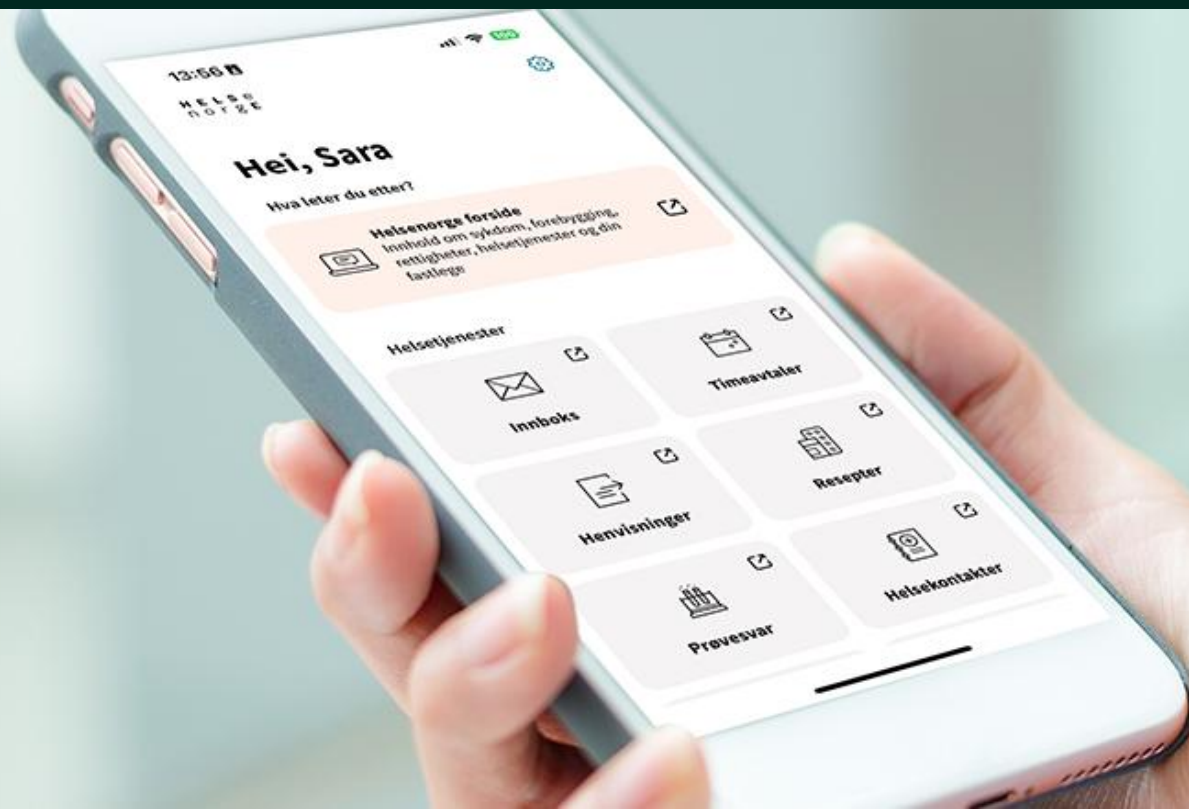 13:56
100
HELSE
norgE
Hei, Sara
Hva leter du etter?
Helsenorge forside
Innhold om sykdom, forebygging,
rettigheter, helsetjenester og din
fastlege
Helsetjenester
Innboks
Timeavtaler
Henvisninger
Resepter
Prøvesvar
Helsekontakter